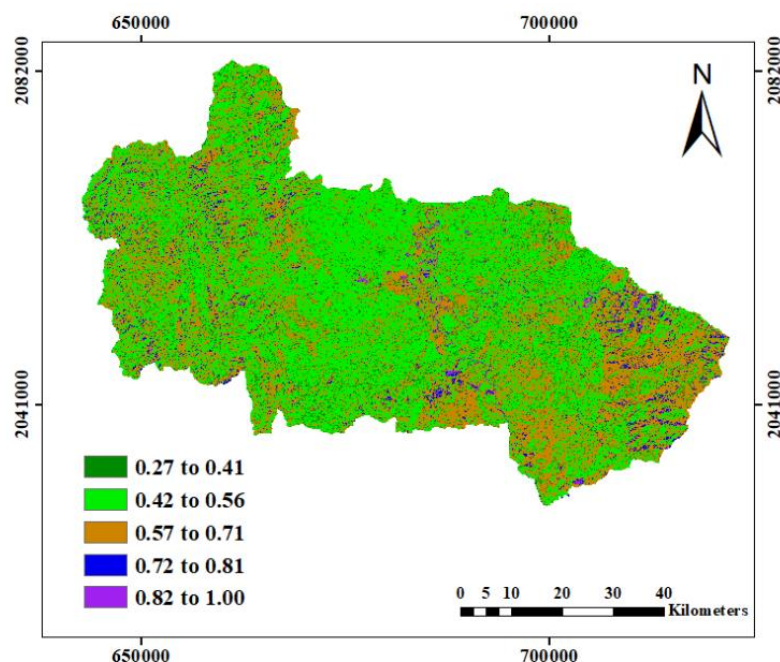 650000 700000
2082000 2082000
N
2041000 2041000
0.27 to 0.41
0.42 to 0.56
0.57 to 0.71
0.72 to 0.81
0.82 to 1.00
0 5 10 20 30 40
Kilometers
650000 700000